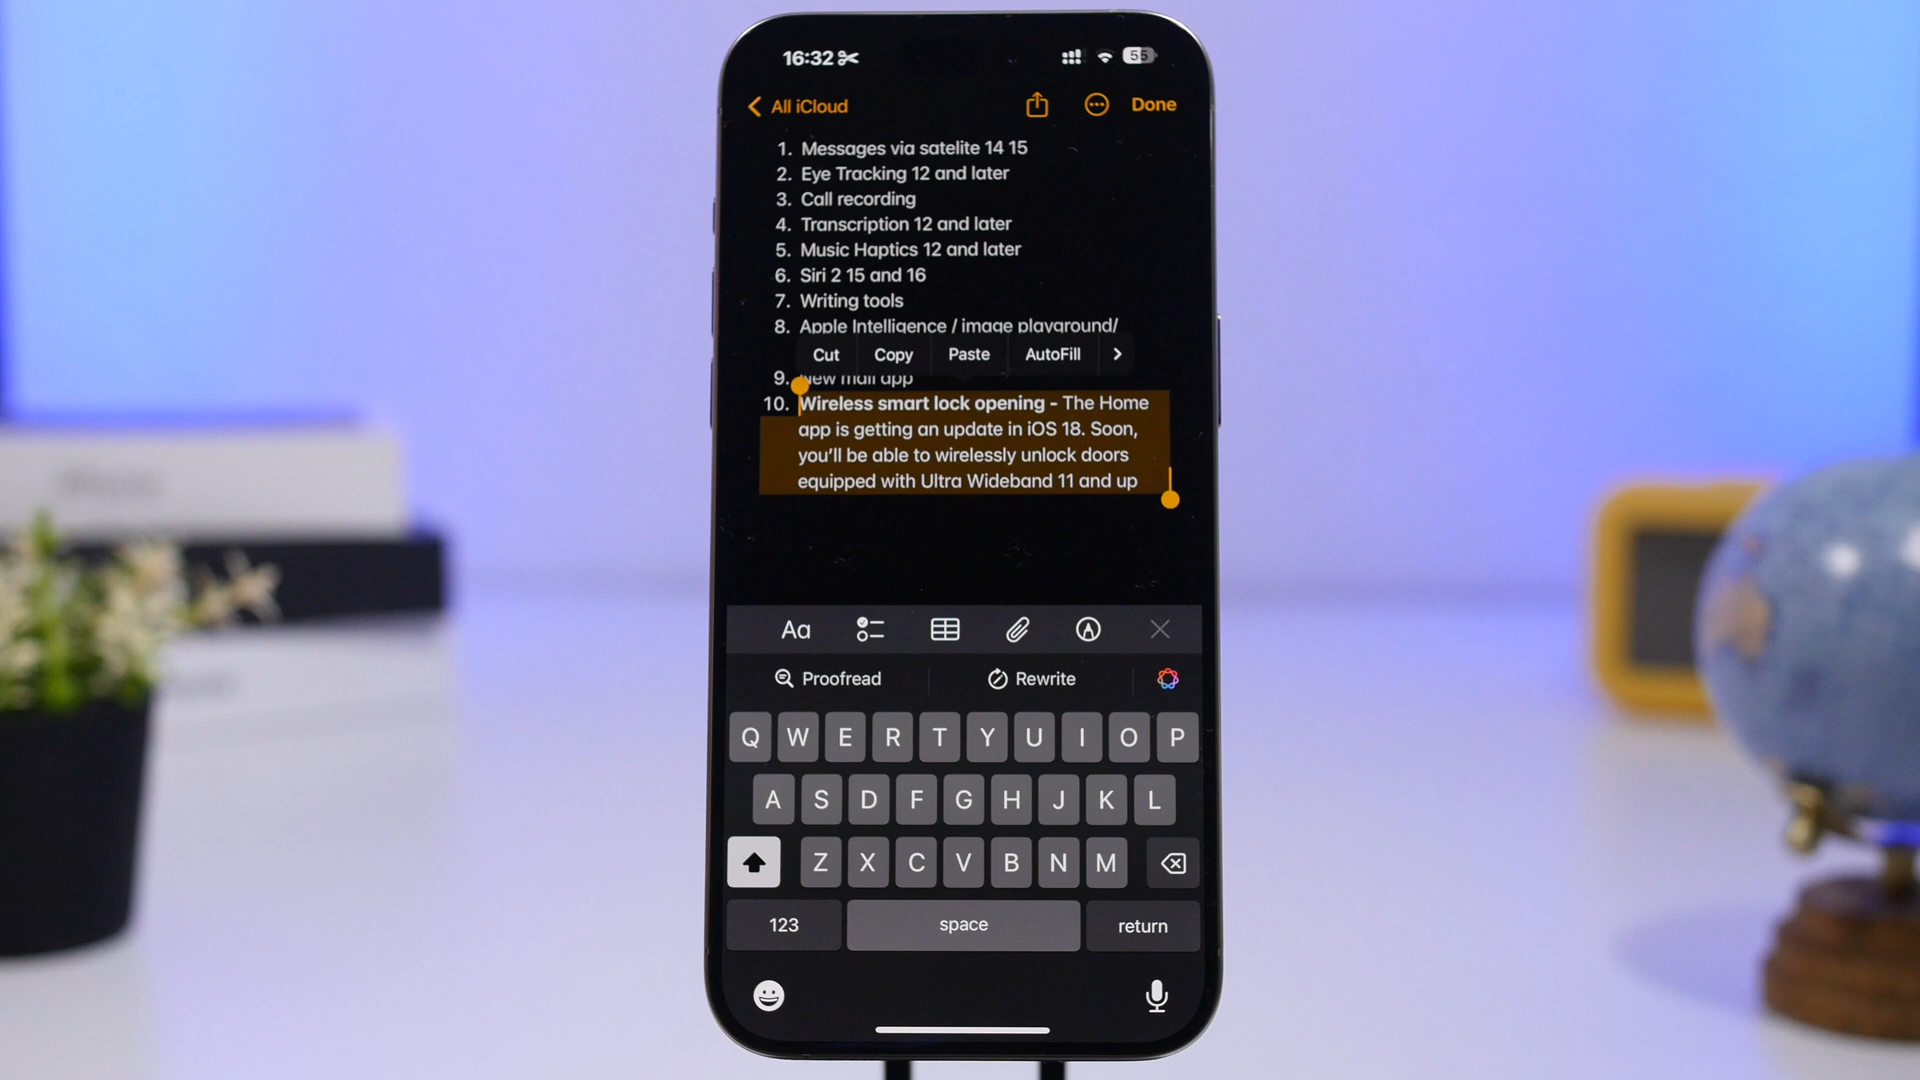 16:32
55
All iCloud
Done
1. Messages via satelite 14 15
2. Eye Tracking 12 and later
3. Call recording
4. Transcription 12 and later
5. Music Haptics 12 and later
6. Siri 2 15 and 16
7. Writing tools
8. Apple Intelligence / image playground/
Cut Copy Paste AutoFill
9. New mail app
10. Wireless smart lock opening - The Home
app is getting an update in iOS 18. Soon,
you’ll be able to wirelessly unlock doors
equipped with Ultra Wideband 11 and up
Aa
Proofread Rewrite
Q W E R T Y U I O P
A S D F G H J K L
Z X C V B N M
123 space return